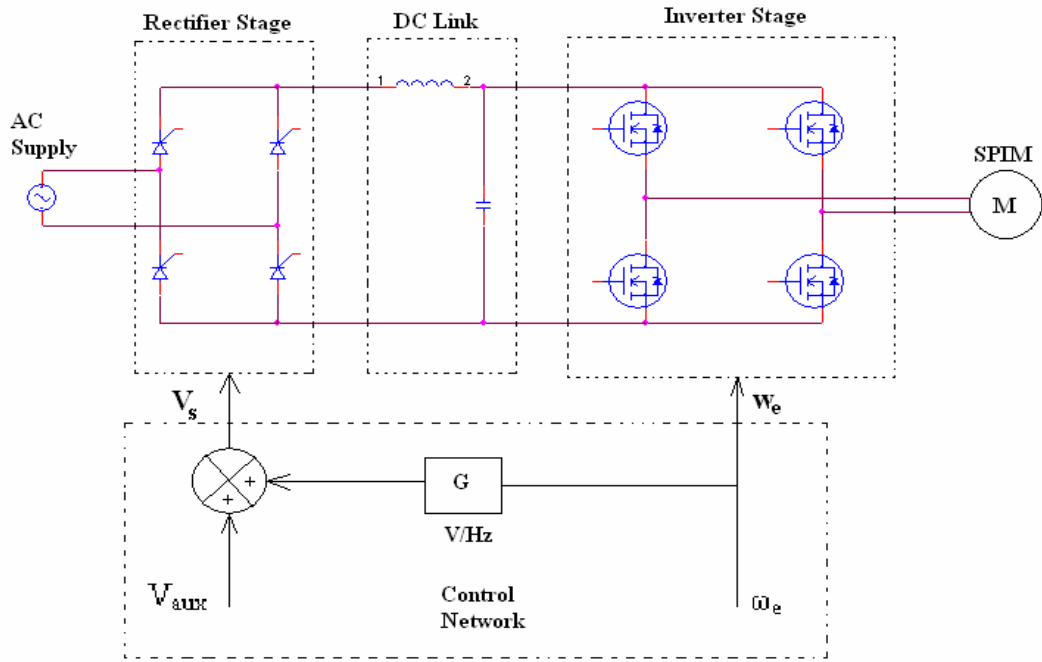 Rectifier Stage
DC Link
Inverter Stage
AC
Supply
1
2
SPIM
M
Vs
we
+
+
G
V/Hz
Vaux
Control
Network
ωe